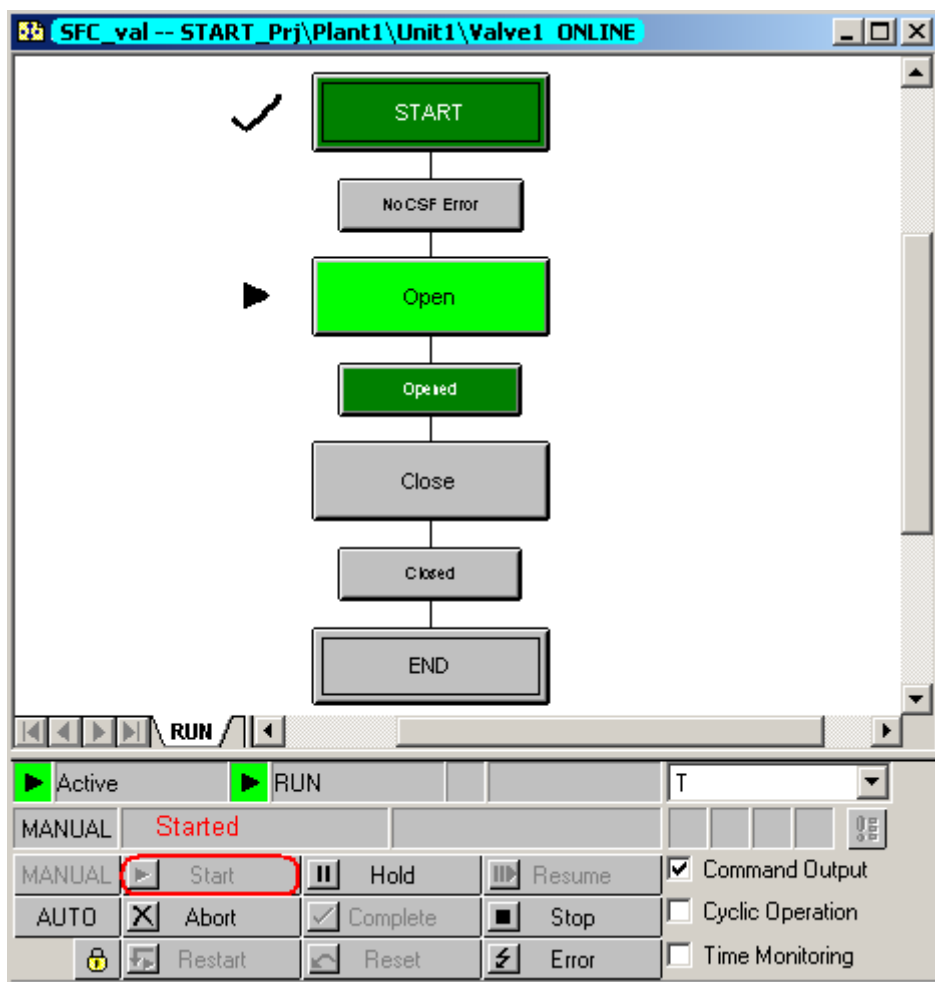 SFC_val -- START_Prj\Plant1\Unit1\Valve1 ONLINE
START
No CSF Error
Open
Opened
Close
Closed
END
RUN
Active RUN T
MANUAL Started
MANUAL Start Hold Resume Command Output
AUTO Abort Complete Stop Cyclic Operation
Restart Reset Error Time Monitoring